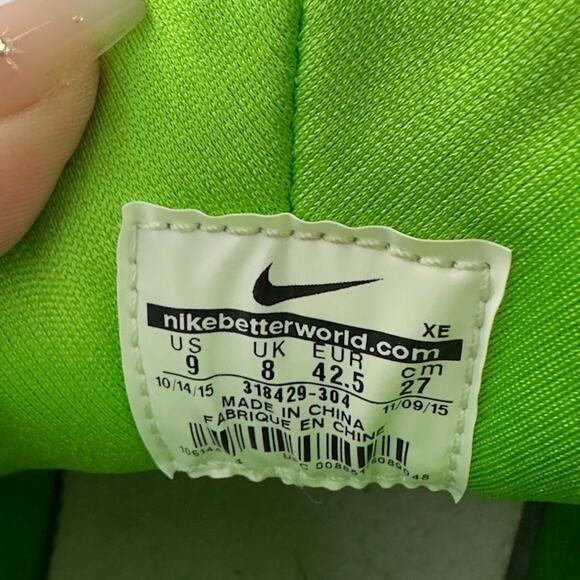 XE
nikebetterworld.com
US UK EUR cm
9 8 42.5 27
10/14/15 318429-304 11/09/15
MADE IN CHINA
FABRIQUE EN CHINE